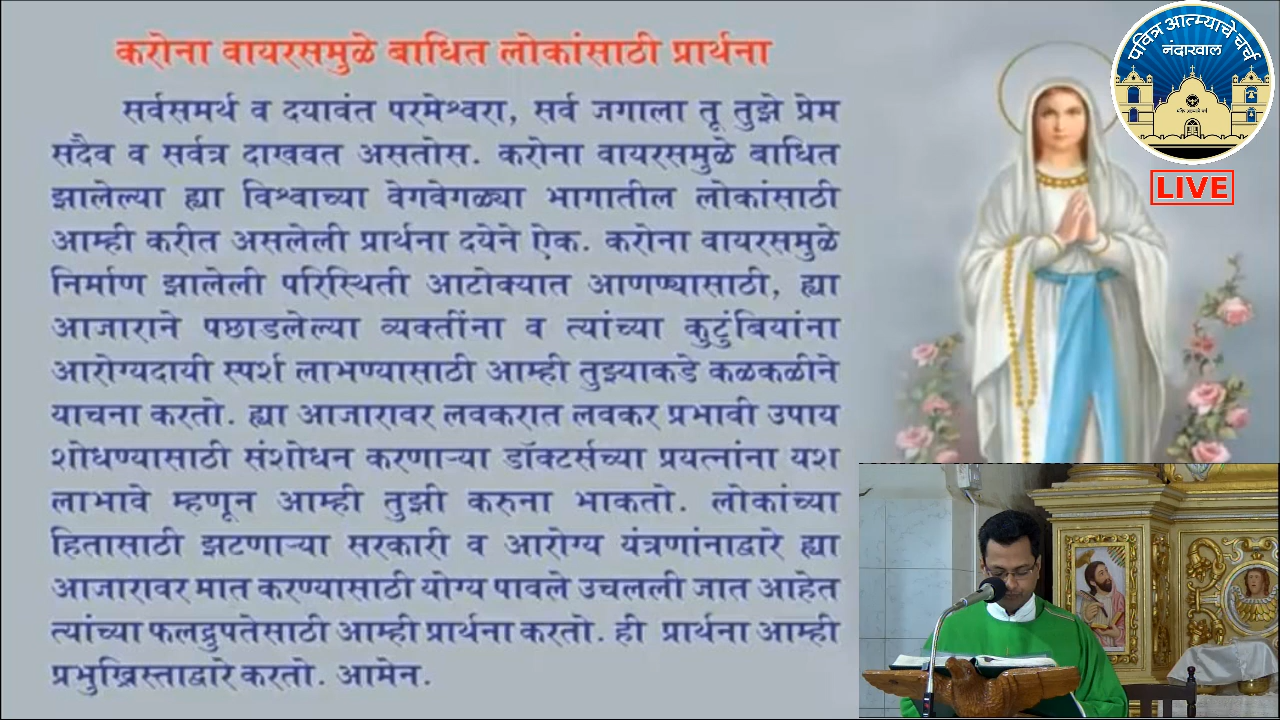 करोना वायरसमुळे बाधित लोकांसाठी प्रार्थना
सर्वसमर्थ व दयावंत परमेश्वरा, सर्व जगाला तू तुझे प्रेम
सदैव व सर्वत्र दाखवत असतोस. करोना वायरसमुळे बाधित
झालेल्या ह्या विश्वाच्या वेगवेगळ्या भागातील लोकांसाठी
आम्ही करीत असलेली प्रार्थना दयेने ऐक. करोना वायरसमुळे
निर्माण झालेली परिस्थिती आटोक्यात आणण्यासाठी, ह्या
आजाराने पछाडलेल्या व्यक्तींना व त्यांच्या कुटुंबियांना
आरोग्यदायी स्पर्श लाभण्यासाठी आम्ही तुझ्याकडे कळकळीने
याचना करतो. ह्या आजारावर लवकरात लवकर प्रभावी उपाय
शोधण्यासाठी संशोधन करणाऱ्या डॉक्टर्सच्या प्रयत्नांना यश
लाभावे म्हणून आम्ही तुझी करुना भाकतो. लोकांच्या
हितासाठी झटणाऱ्या सरकारी व आरोग्य यंत्रणांनाद्वारे ह्या
आजारावर मात करण्यासाठी योग्य पावले उचलली जात आहेत
त्यांच्या फलद्रुपतेसाठी आम्ही प्रार्थना करतो. ही प्रार्थना आम्ही
प्रभुख्रिस्ताद्वारे करतो. आमेन.
पवित्र आत्म्याचे चर्च
नंदाखाल
LIVE